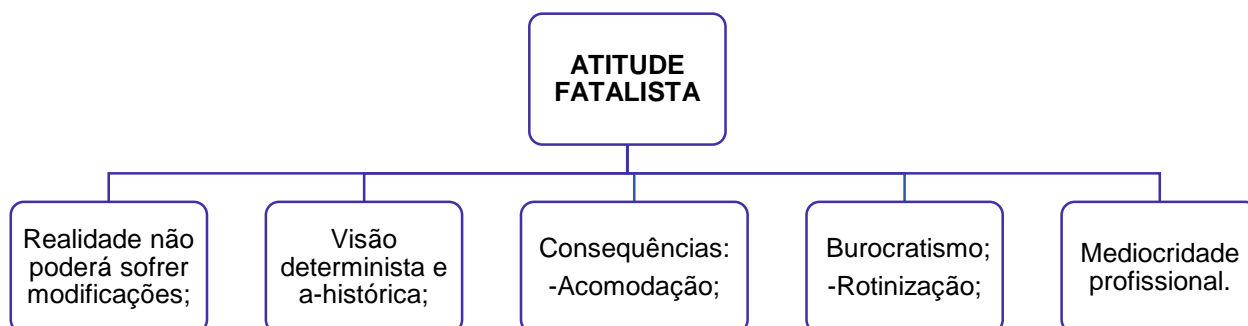 ATITUDE
FATALISTA
Realidade não
poderá sofrer
modificações;
Visão
determinista e
a-histórica;
Consequências:
-Acomodação;
Burocratismo;
-Rotinização;
Mediocridade
profissional.